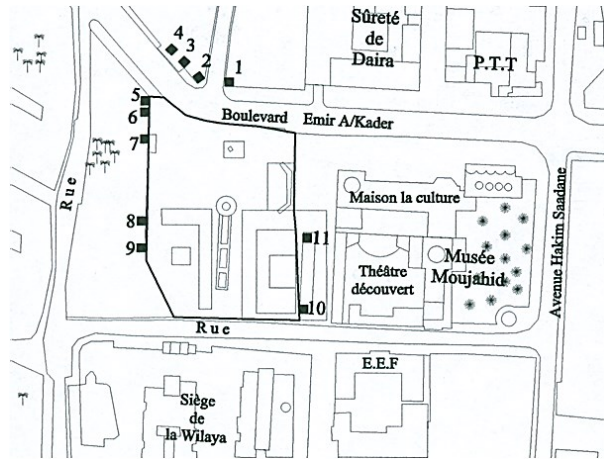 4
3
2
1
Sûreté
de
Daira
P.T.T
5
6
7
Boulevard Emir A/Kader
Rue
Maison la culture
8
9
11
Théâtre
découvert
Musée
Moujahid
Avenue Hakim Saadane
10
Rue
E.E.F
Siège
de
la Wilaya